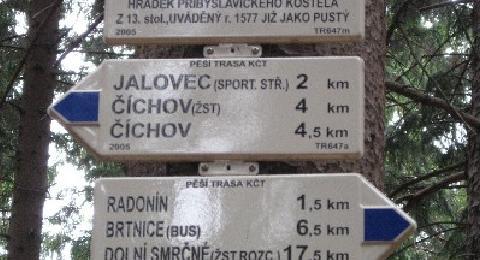 HRÁDEK PŘIBYSLAVICKÉHO KOSTELA
Z 13. stol.,UVÁDĚNÝ r. 1577 JIŽ JAKO PUSTÝ
2005 TR647m
PĚŠÍ TRASA KČT
JALOVEC (SPORT. STŘ.) 2 km
ČÍCHOV (ŽST) 4 km
ČÍCHOV 4,5 km
2005 TR647a
PĚŠÍ TRASA KČT
RADONÍN 1,5 km
BRTNICE (BUS) 6,5 km
DOLNÍ SMRČNÉ (ŽST ROZC.) 17,5 km